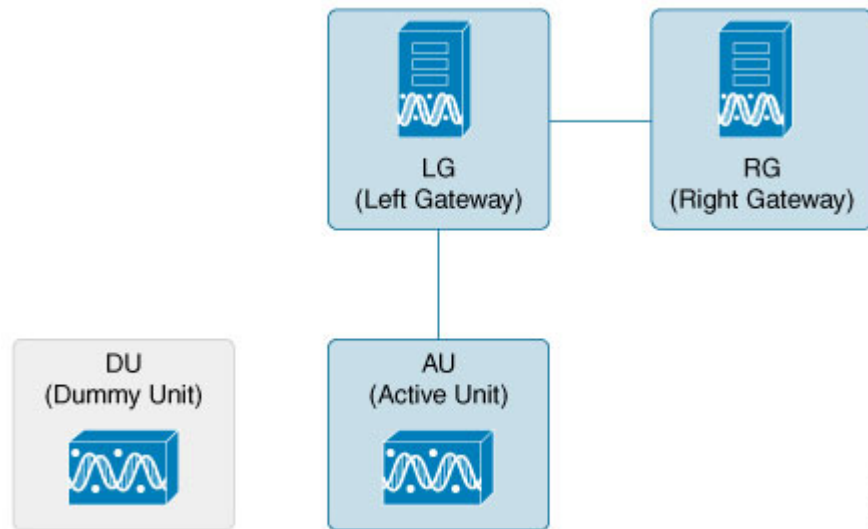 LG
(Left Gateway)
RG
(Right Gateway)
DU
(Dummy Unit)
AU
(Active Unit)